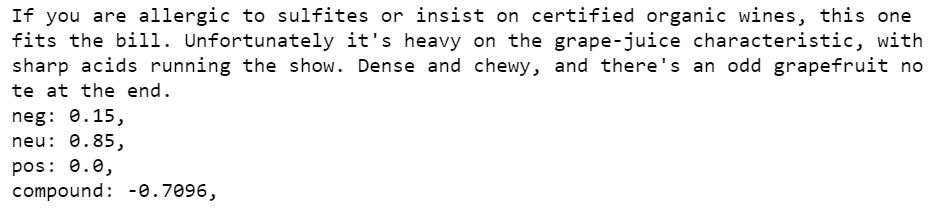 If you are allergic to sulfites or insist on certified organic wines, this one
fits the bill. Unfortunately it's heavy on the grape-juice characteristic, with
sharp acids running the show. Dense and chewy, and there's an odd grapefruit no
te at the end.
neg: 0.15,
neu: 0.85,
pos: 0.0,
compound: -0.7096,